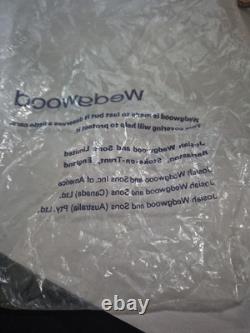 Wedgwood
Wedgwood is made to last but it deserves a little care
This covering will help to protect it
Josiah Wedgwood and Sons Limited
Barlaston, Stoke-on-Trent, England
Josiah Wedgwood and Sons Inc. of America
Josiah Wedgwood and Sons (Canada) Ltd.
Josiah Wedgwood and Sons (Australia) Pty. Ltd.
ebay